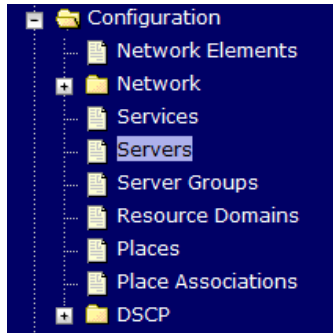 Configuration
Network Elements
Network
Services
Servers
Server Groups
Resource Domains
Places
Place Associations
DSCP